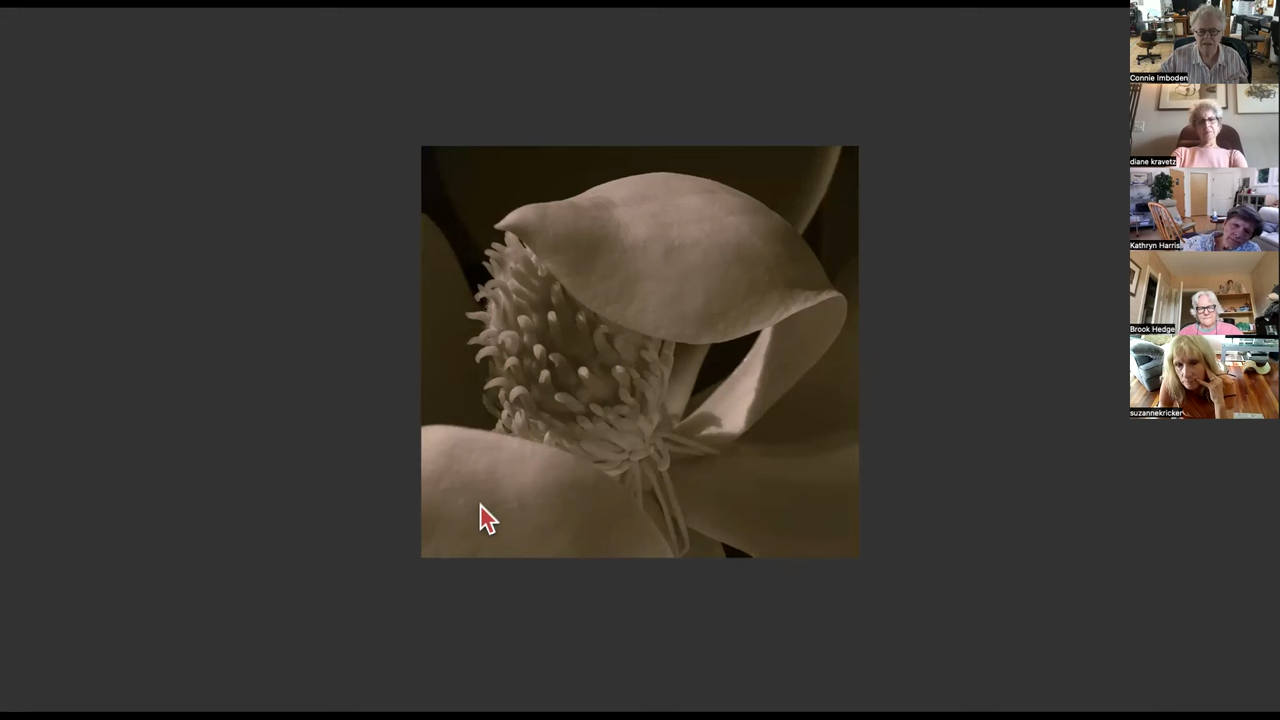 Connie Imboden
diane kravetz
Kathryn Harris
Brook Hedge
suzannekricker